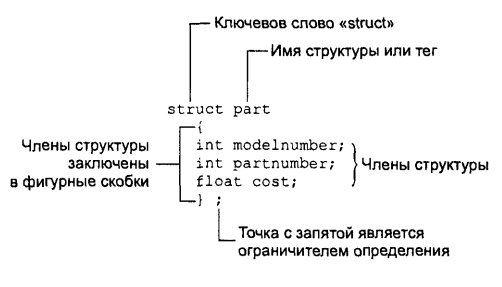 Ключевов слово «struct»
Имя структуры или тег
struct part
{
Члены структуры
заключены
в фигурные скобки
int modelnumber;
int partnumber;
float cost;
Члены структуры
} ;
Точка с запятой является
ограничителем определения